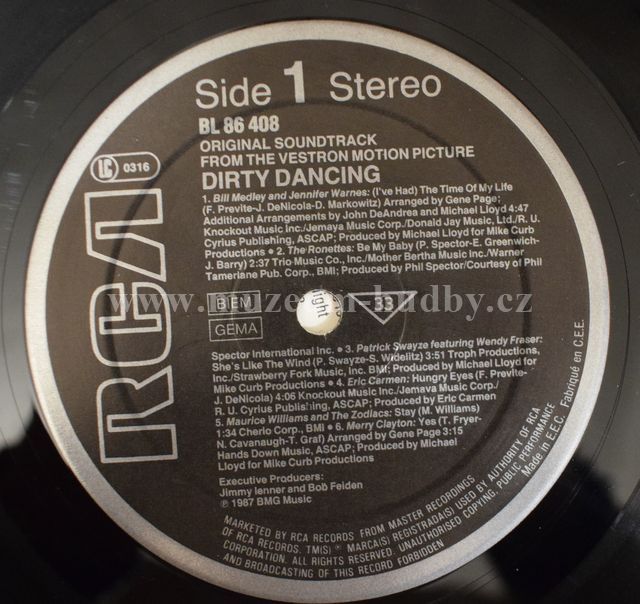 Side 1 Stereo
BL 86 408
ORIGINAL SOUNDTRACK
FROM THE VESTRON MOTION PICTURE
DIRTY DANCING
LC 0316
RCA
1. Bill Medley and Jennifer Warnes: (I've Had) The Time Of My Life
(F. Previte-J. DeNicola-D. Markowitz) Arranged by Gene Page;
Additional Arrangements by John DeAndrea and Michael Lloyd 4:47
Knockout Music Inc./Jemaya Music Corp./Donald Jay Music, Ltd./R. U.
Cyrius Publishing, ASCAP; Produced by Michael Lloyd for Mike Curb
Productions • 2. The Ronettes: Be My Baby (P. Spector-E. Greenwich-
J. Barry) 2:37 Trio Music Co., Inc./Mother Bertha Music Inc./Warner
Tamerlane Pub. Corp., BMI; Produced by Phil Spector/Courtesy of Phil
www.muzeum-hudby.cz
BIEM
GEMA
ight
33
Spector International Inc. • 3. Patrick Swayze featuring Wendy Fraser:
She's Like The Wind (P. Swayze-S. Widelitz) 3:51 Troph Productions,
Inc./Strawberry Fork Music, Inc. BMI; Produced by Michael Lloyd for
Mike Curb Productions • 4. Eric Carmen: Hungry Eyes (F. Previte-
J. DeNicola) 4:06 Knockout Music Inc./Jemava Music Corp./
R. U. Cyrius Publishing, ASCAP; Produced by Eric Carmen
5. Maurice Williams and The Zodiacs: Stay (M. Williams)
1:34 Cherio Corp., BMI • 6. Merry Clayton: Yes (T. Fryer-
N. Cavanaugh-T. Graf) Arranged by Gene Page 3:15
Hands Down Music, ASCAP; Produced by Michael
Lloyd for Mike Curb Productions
Executive Producers:
Jimmy Ienner and Bob Feiden
℗ 1987 BMG Music
MARKETED BY RCA RECORDS FROM MASTER RECORDINGS
OF RCA RECORDS. TM(S) ® MARCA(S) REGISTRADA(S) USED BY AUTHORITY OF RCA
CORPORATION. ALL RIGHTS RESERVED. UNAUTHORISED COPYING, PUBLIC PERFORMANCE
AND BROADCASTING OF THIS RECORD FORBIDDEN
Made in E.E.C. Fabriqué en C.E.E.